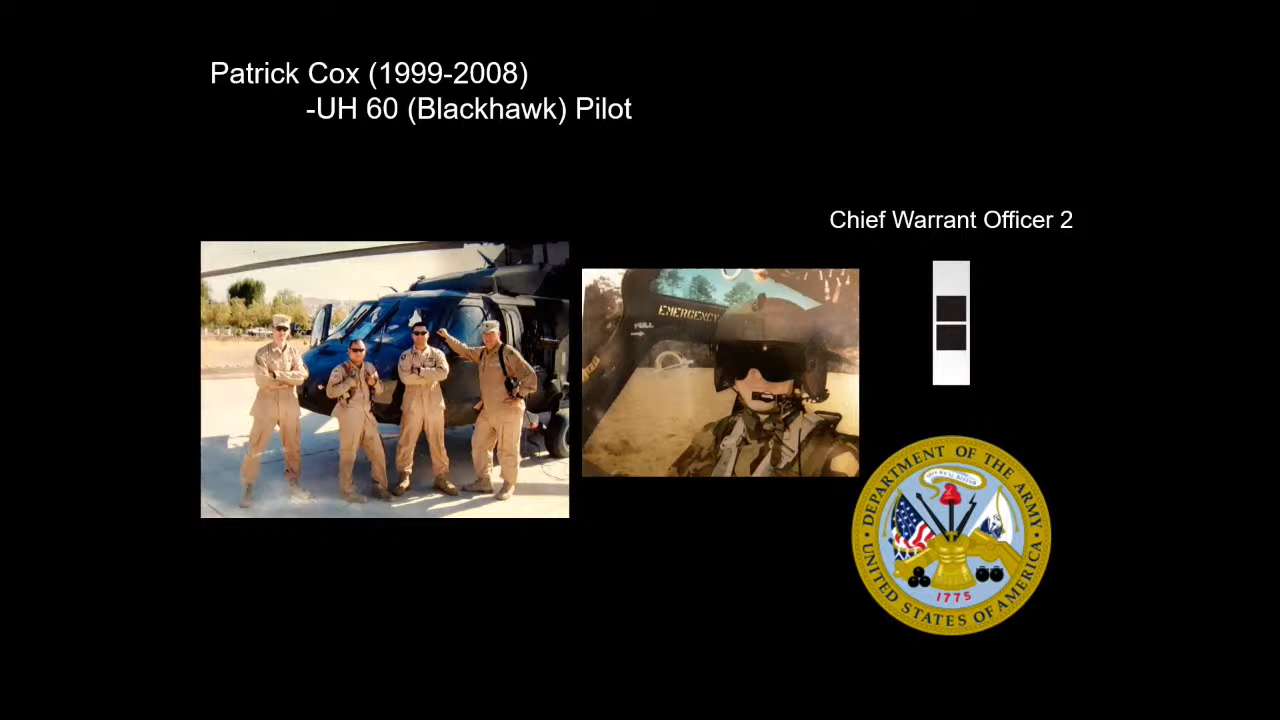 Patrick Cox (1999-2008)
-UH 60 (Blackhawk) Pilot
Chief Warrant Officer 2
EMERGENCY
PULL
DEPARTMENT OF THE ARMY
UNITED STATES OF AMERICA
1775